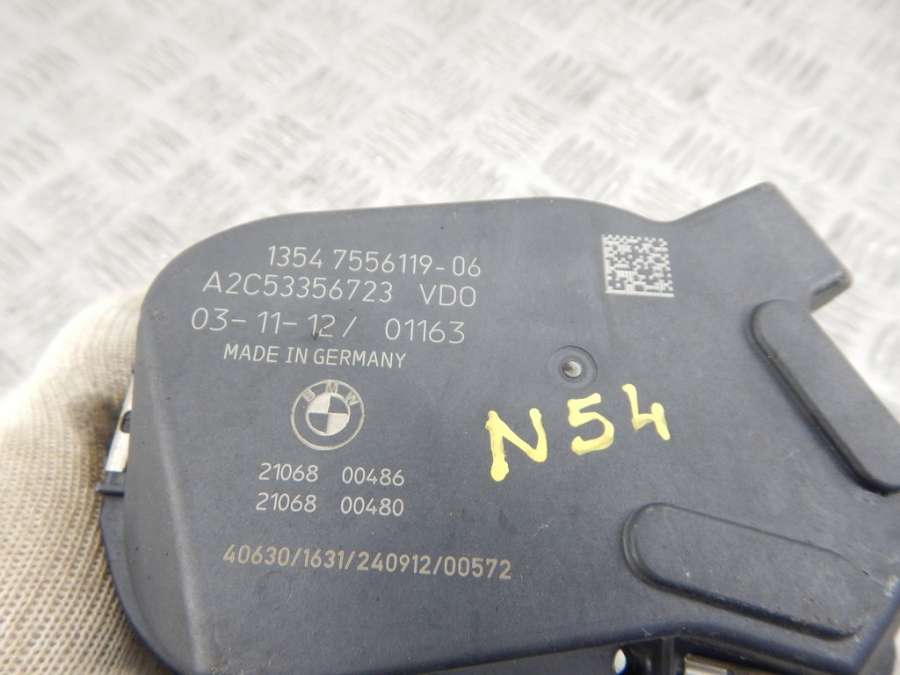 1354 7556119-06
A2C53356723 VDO
03-11-12/ 01163
MADE IN GERMANY
BMW
N54
21068 00486
21068 00480
40630/1631/240912/00572